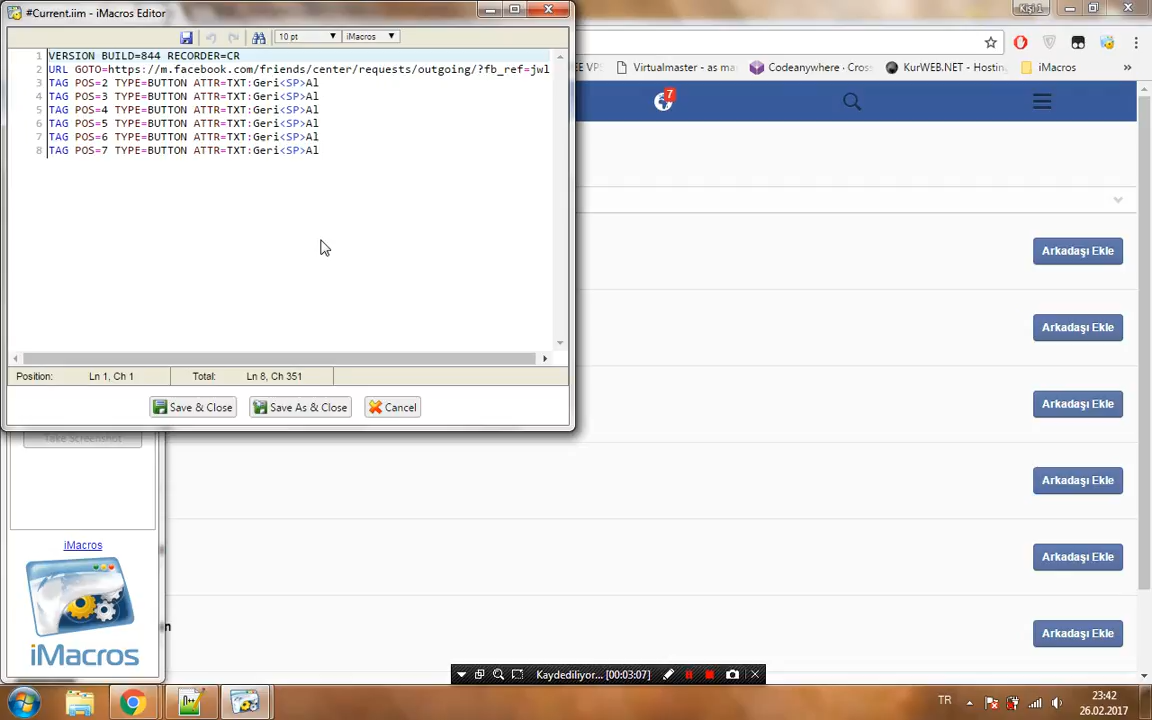 #Current.iim - iMacros Editor
Kişi 1
10 pt
iMacros
1 VERSION BUILD=844 RECORDER=CR
2 URL GOTO=https://m.facebook.com/friends/center/requests/outgoing/?fb_ref=jwl
3 TAG POS=2 TYPE=BUTTON ATTR=TXT:Geri<SP>Al
4 TAG POS=3 TYPE=BUTTON ATTR=TXT:Geri<SP>Al
5 TAG POS=4 TYPE=BUTTON ATTR=TXT:Geri<SP>Al
6 TAG POS=5 TYPE=BUTTON ATTR=TXT:Geri<SP>Al
7 TAG POS=6 TYPE=BUTTON ATTR=TXT:Geri<SP>Al
8 TAG POS=7 TYPE=BUTTON ATTR=TXT:Geri<SP>Al
EE VPS
Virtualmaster - as ma
Codeanywhere · Cross
KurWEB.NET - Hosting
iMacros
»
7
Arkadaşı Ekle
Arkadaşı Ekle
Arkadaşı Ekle
Arkadaşı Ekle
Arkadaşı Ekle
Arkadaşı Ekle
Position: Ln 1, Ch 1 Total: Ln 8, Ch 351
Save & Close
Save As & Close
Cancel
Take Screenshot
iMacros
iMacros
n
Kaydediliyor... [00:03:07]
TR
23:42
26.02.2017